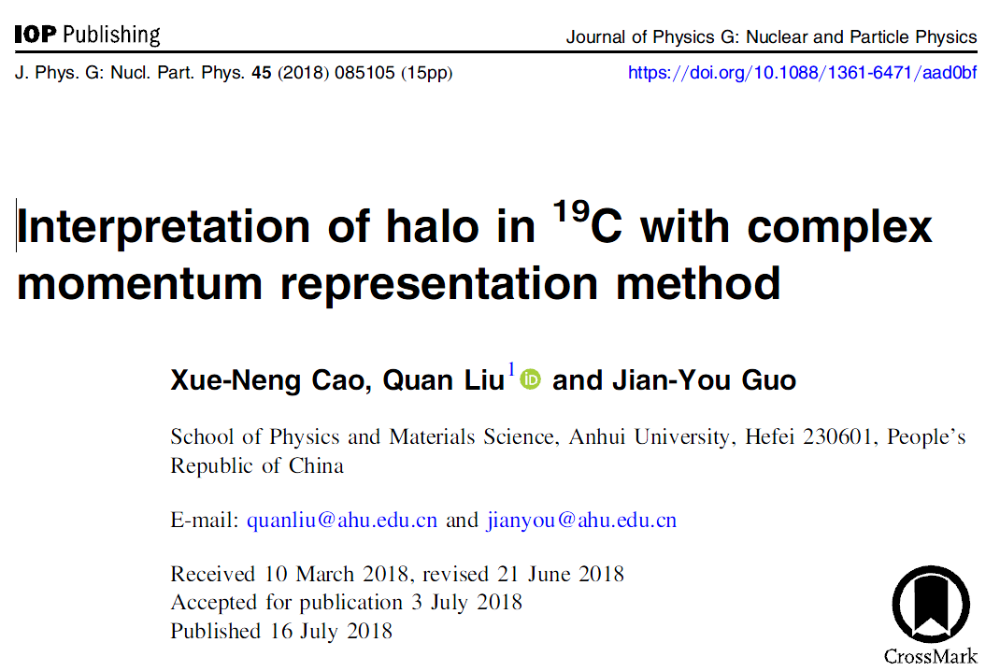 IOP Publishing
Journal of Physics G: Nuclear and Particle Physics
J. Phys. G: Nucl. Part. Phys. 45 (2018) 085105 (15pp)
https://doi.org/10.1088/1361-6471/aad0bf
Interpretation of halo in ¹⁹C with complex
momentum representation method
Xue-Neng Cao, Quan Liu¹ iD and Jian-You Guo
School of Physics and Materials Science, Anhui University, Hefei 230601, People’s
Republic of China
E-mail: quanliu@ahu.edu.cn and jianyou@ahu.edu.cn
Received 10 March 2018, revised 21 June 2018
Accepted for publication 3 July 2018
Published 16 July 2018
CrossMark